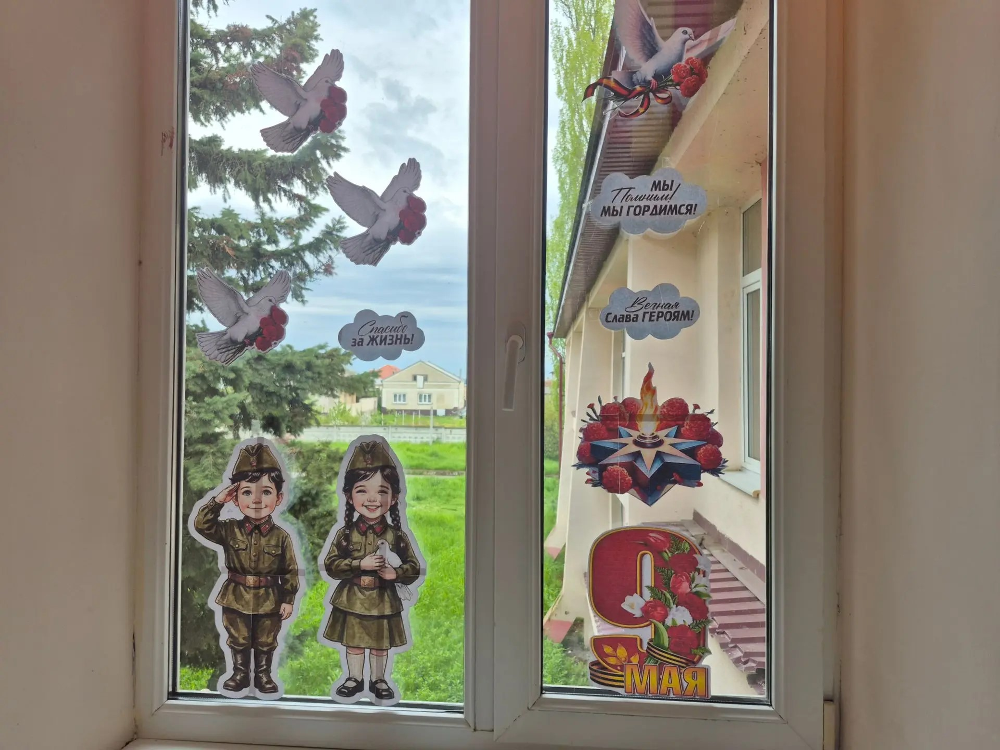 Спасибо
за ЖИЗНЬ!
МЫ
Помним!
МЫ ГОРДИМСЯ!
Вечная
Слава ГЕРОЯМ!
9
МАЯ